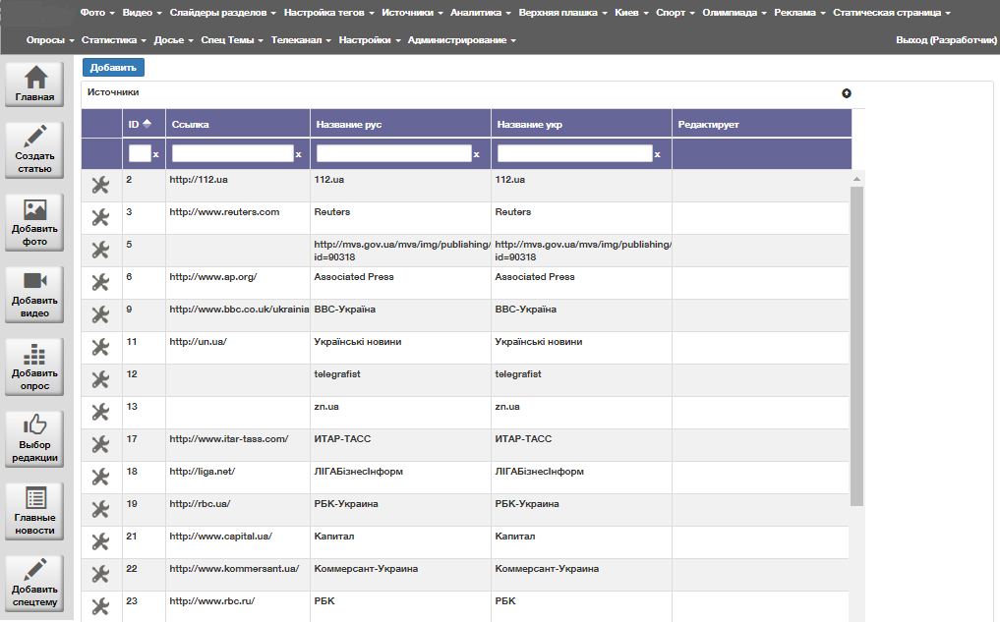 Фото Видео Слайдеры разделов Настройка тегов Источники Аналитика Верхняя плашка Киев Спорт Олимпиада Реклама Статическая страница
Опросы Статистика Досье Спец Темы Телеканал Настройки Администрирование Выход (Разработчик)
Главная
Создать
статью
Добавить
фото
Добавить
видео
Добавить
опрос
Выбор
редакции
Главные
новости
Добавить
спецтему
Добавить
Источники
ID Ссылка Название рус Название укр Редактирует
x x x x
2 http://112.ua 112.ua 112.ua
3 http://www.reuters.com Reuters Reuters
5 http://mvs.gov.ua/mvs/img/publishing/ http://mvs.gov.ua/mvs/img/publishing/
id=90318 id=90318
6 http://www.ap.org/ Associated Press Associated Press
9 http://www.bbc.co.uk/ukrainia ВВС-Україна ВВС-Україна
11 http://un.ua/ Українські новини Українські новини
12 telegrafist telegrafist
13 zn.ua zn.ua
17 http://www.itar-tass.com/ ИТАР-ТАСС ИТАР-ТАСС
18 http://liga.net/ ЛІГАБізнесІнформ ЛІГАБізнесІнформ
19 http://rbc.ua/ РБК-Украина РБК-Украина
21 http://www.capital.ua/ Капитал Капитал
22 http://www.kommersant.ua/ Коммерсант-Украина Коммерсант-Украина
23 http://www.rbc.ru/ РБК РБК